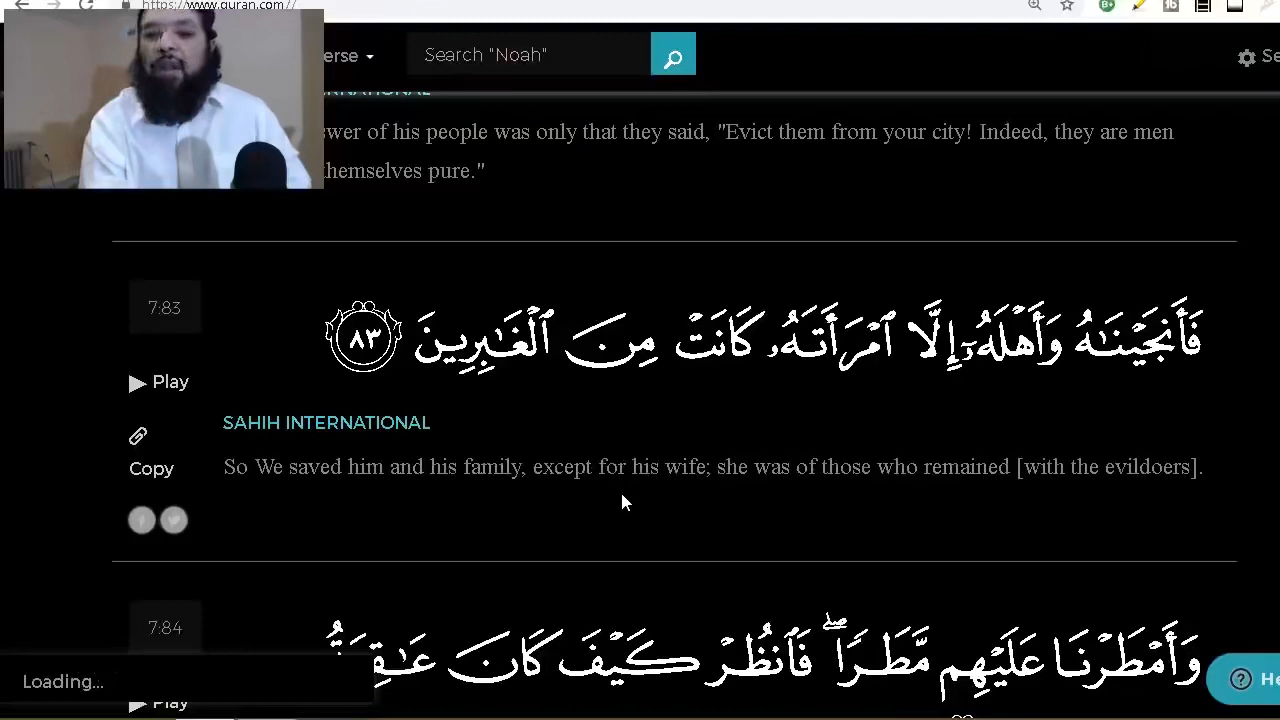 https://www.quran.com//
erse
Search "Noah"
Se
ERNATIONAL
swer of his people was only that they said, "Evict them from your city! Indeed, they are men
themselves pure."
7:83
فَأَنجَيْنَٰهُ وَأَهْلَهُۥٓ إِلَّا ٱمْرَأَتَهُۥ كَانَتْ مِنَ ٱلْغَٰبِرِينَ ٨٣
Play
SAHIH INTERNATIONAL
Copy
So We saved him and his family, except for his wife; she was of those who remained [with the evildoers].
7:84
وَأَمْطَرْنَا عَلَيْهِم مَّطَرًا ۖ فَٱنظُرْ كَيْفَ كَانَ عَٰقِبَةُ
Loading...
Play
He